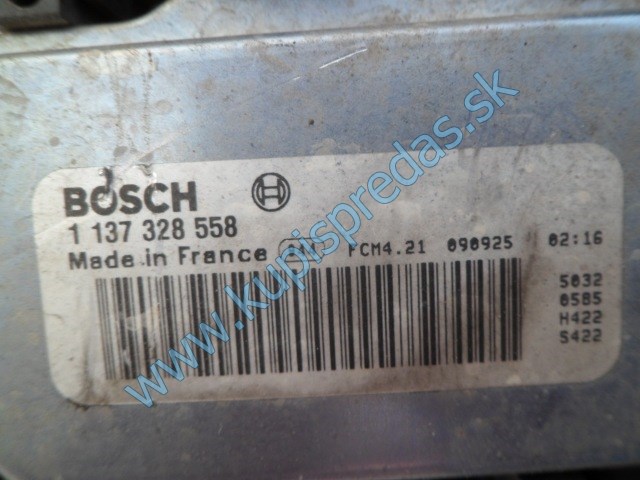 BOSCH
1 137 328 558
Made in France FCM4.21 090925 02:16
5032
0585
H422
S422
www.kupispredas.sk